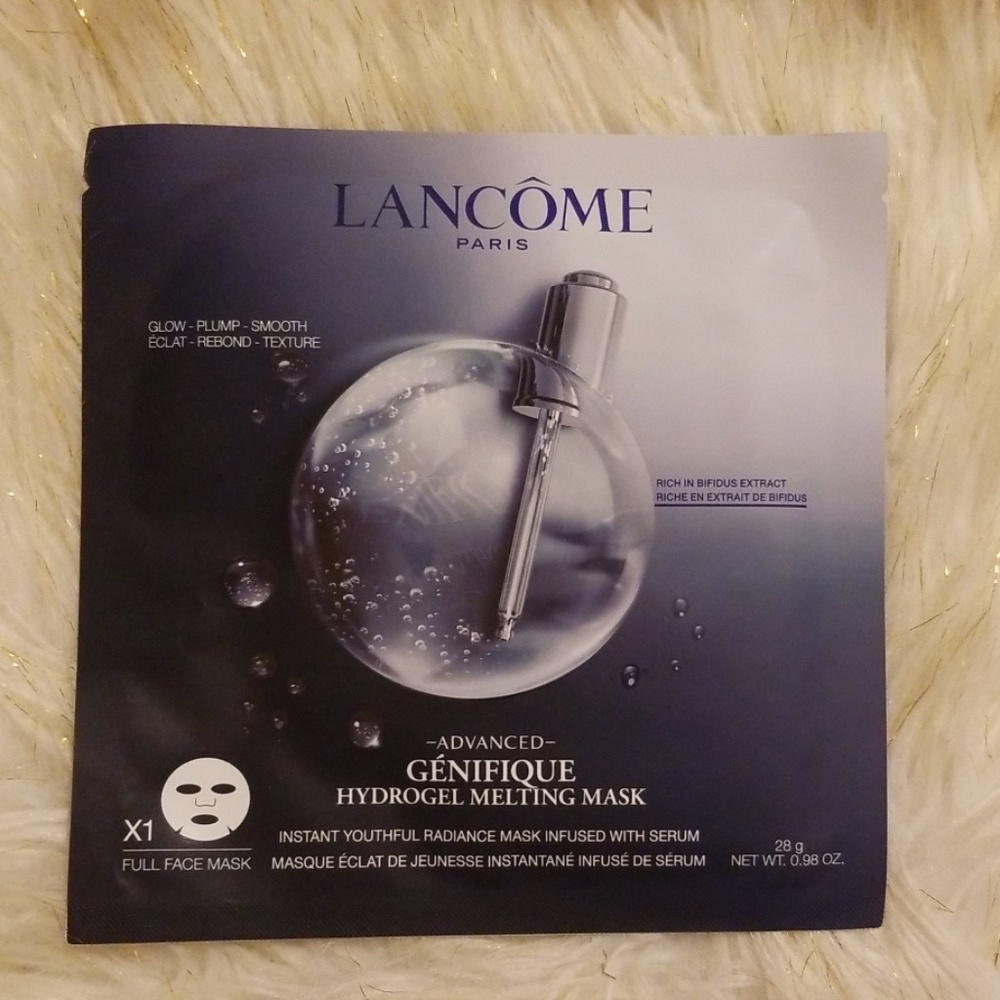 LANCÔME
PARIS
GLOW - PLUMP - SMOOTH
ÉCLAT - REBOND - TEXTURE
RICH IN BIFIDUS EXTRACT
RICHE EN EXTRAIT DE BIFIDUS
–ADVANCED–
GÉNIFIQUE
HYDROGEL MELTING MASK
X1
FULL FACE MASK
INSTANT YOUTHFUL RADIANCE MASK INFUSED WITH SERUM
MASQUE ÉCLAT DE JEUNESSE INSTANTANÉ INFUSÉ DE SÉRUM
28 g
NET WT. 0.98 OZ.